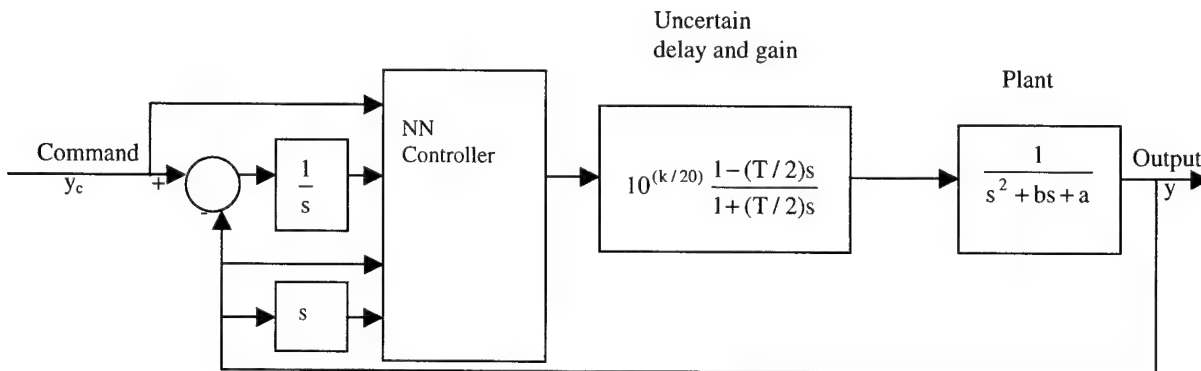 Uncertain
delay and gain
Plant
NN
Controller
Command
y_c
+
-
1
s
s
10^(k/20) 1-(T/2)s
1+(T/2)s
1
s^2+bs+a
Output
y